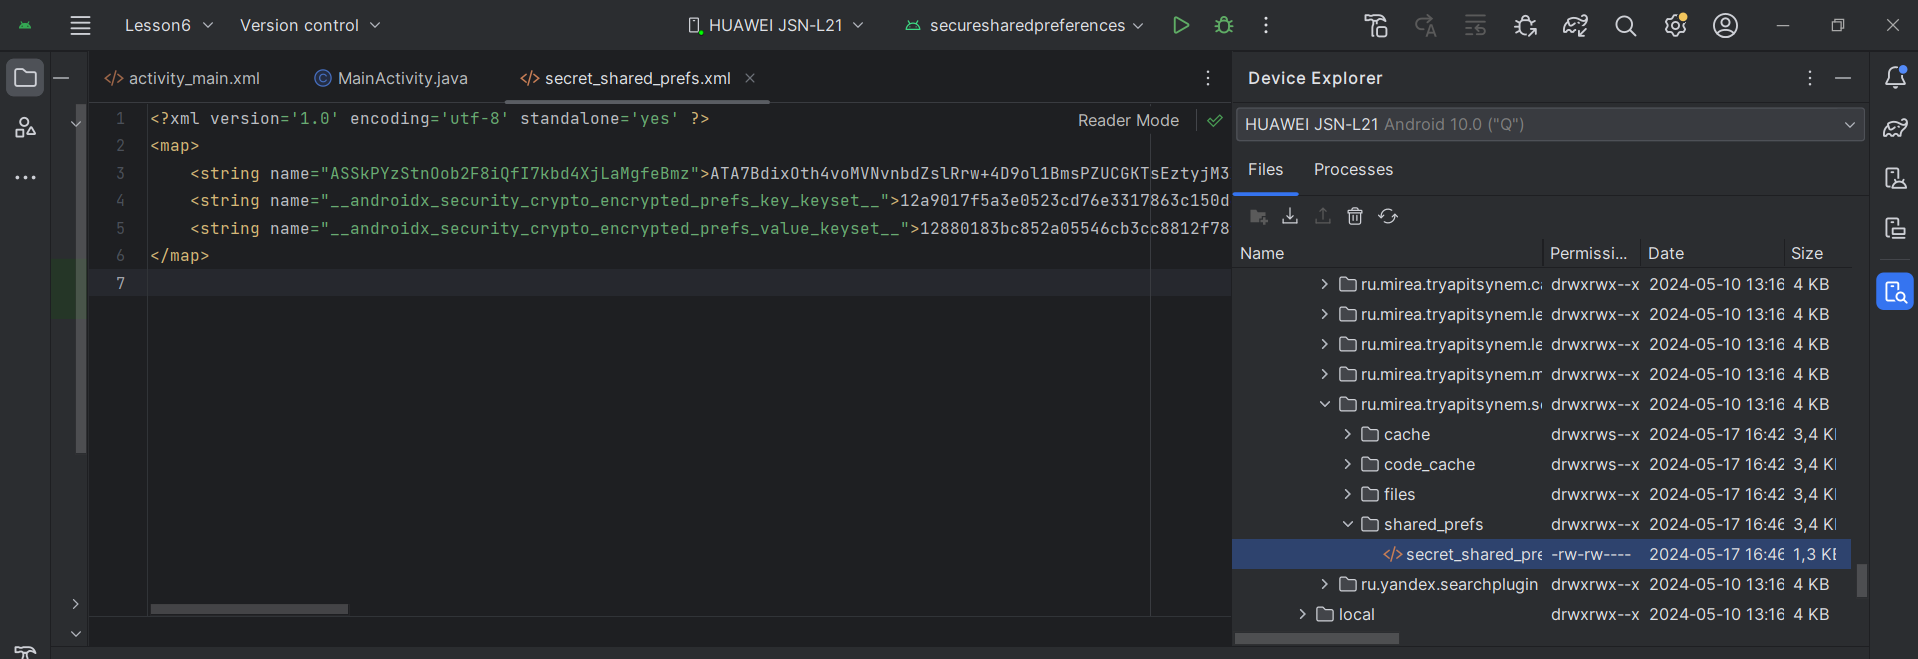 Lesson6
Version control
HUAWEI JSN-L21
securesharedpreferences
activity_main.xml
MainActivity.java
secret_shared_prefs.xml
Reader Mode
1 <?xml version='1.0' encoding='utf-8' standalone='yes' ?>
2 <map>
3 <string name="ASSkPYzStnOob2F8iQfI7kbd4XjLaMgfeBmz">ATA7BdixOth4voMVNvnbdZslRrw+4D9ol1BmsPZUCGKTsEztyjM3
4 <string name="__androidx_security_crypto_encrypted_prefs_key_keyset__">12a9017f5a3e0523cd76e3317863c150d
5 <string name="__androidx_security_crypto_encrypted_prefs_value_keyset__">12880183bc852a05546cb3cc8812f78
6 </map>
7
Device Explorer
HUAWEI JSN-L21 Android 10.0 ("Q")
Files Processes
Name Permissi... Date Size
ru.mirea.tryapitsynem.ca drwxrwx--x 2024-05-10 13:16 4 KB
ru.mirea.tryapitsynem.le drwxrwx--x 2024-05-10 13:16 4 KB
ru.mirea.tryapitsynem.le drwxrwx--x 2024-05-10 13:16 4 KB
ru.mirea.tryapitsynem.m drwxrwx--x 2024-05-10 13:16 4 KB
ru.mirea.tryapitsynem.se drwxrwx--x 2024-05-10 13:16 4 KB
cache drwxrws--x 2024-05-17 16:42 3,4 K
code_cache drwxrws--x 2024-05-17 16:42 3,4 K
files drwxrwx--x 2024-05-17 16:42 3,4 K
shared_prefs drwxrwx--x 2024-05-17 16:46 3,4 K
secret_shared_pre -rw-rw---- 2024-05-17 16:46 1,3 KB
ru.yandex.searchplugin drwxrwx--x 2024-05-10 13:16 4 KB
local drwxrwx--x 2024-05-10 13:16 4 KB